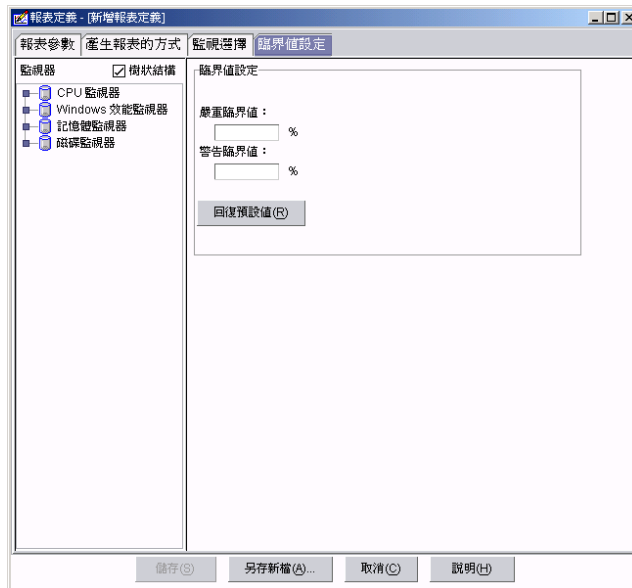 報表定義 - [新增報表定義]
報表參數 產生報表的方式 監視選擇 臨界值設定
監視器 樹狀結構
CPU 監視器
Windows 效能監視器
記憶體監視器
磁碟監視器
臨界值設定
嚴重臨界值：
%
警告臨界值：
%
回復預設值(R)
儲存(S) 另存新檔(A)... 取消(C) 說明(H)